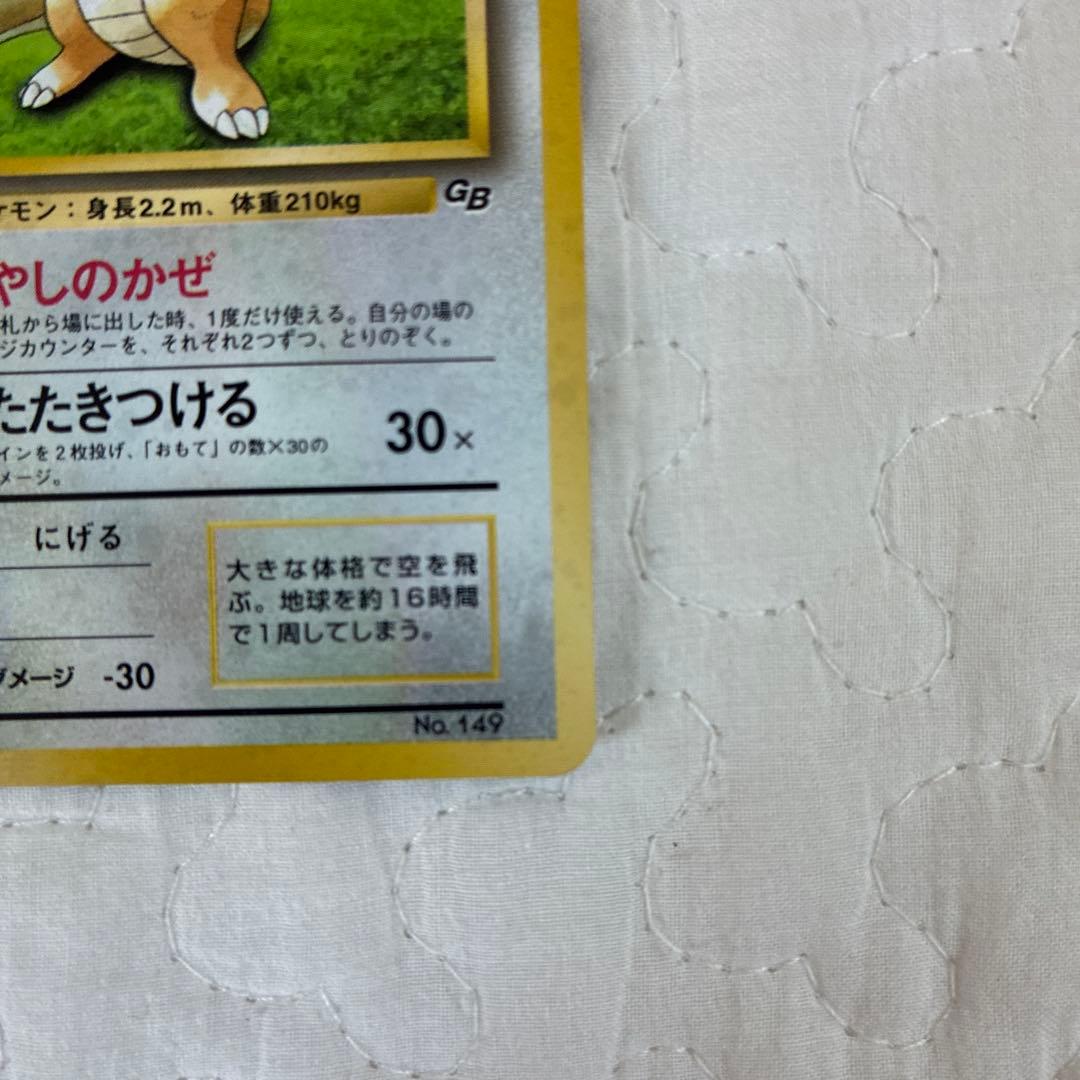 ケモン：身長2.2m、体重210kg
GB
やしのかぜ
札から場に出した時、1度だけ使える。自分の場の
ジカウンターを、それぞれ2つずつ、とりのぞく。
たたきつける
30×
インを2枚投げ、「おもて」の数×30の
メージ。
にげる
大きな体格で空を飛
ぶ。地球を約16時間
で1周してしまう。
ダメージ -30
No. 149